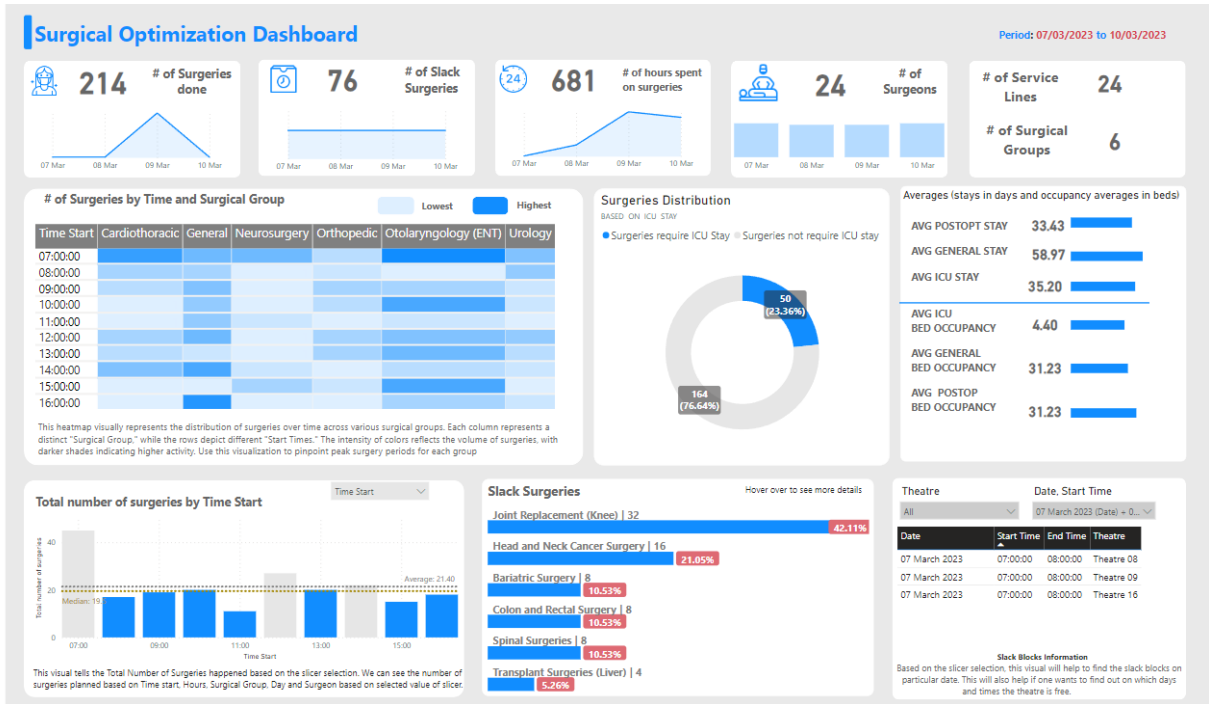 Surgical Optimization Dashboard
Period: 07/03/2023 to 10/03/2023
214
# of Surgeries
done
07 Mar 08 Mar 09 Mar 10 Mar
76
# of Slack
Surgeries
07 Mar 08 Mar 09 Mar 10 Mar
24
681
# of hours spent
on surgeries
07 Mar 08 Mar 09 Mar 10 Mar
24
# of
Surgeons
07 Mar 08 Mar 09 Mar 10 Mar
# of Service
Lines
24
# of Surgical
Groups
6
# of Surgeries by Time and Surgical Group
Lowest
Highest
Time Start Cardiothoracic General Neurosurgery Orthopedic Otolaryngology (ENT) Urology
07:00:00
08:00:00
09:00:00
10:00:00
11:00:00
12:00:00
13:00:00
14:00:00
15:00:00
16:00:00
This heatmap visually represents the distribution of surgeries over time across various surgical groups. Each column represents a
distinct "Surgical Group," while the rows depict different "Start Times." The intensity of colors reflects the volume of surgeries, with
darker shades indicating higher activity. Use this visualization to pinpoint peak surgery periods for each group
Surgeries Distribution
BASED ON ICU STAY
Surgeries require ICU Stay Surgeries not require ICU stay
50
(23.36%)
164
(76.64%)
Averages (stays in days and occupancy averages in beds)
AVG POSTOPT STAY 33.43
AVG GENERAL STAY 58.97
AVG ICU STAY 35.20
AVG ICU
BED OCCUPANCY 4.40
AVG GENERAL
BED OCCUPANCY 31.23
AVG POSTOP
BED OCCUPANCY 31.23
Total number of surgeries by Time Start
Time Start
Total number of surgeries
40
20
0
Average: 21.40
Median: 19.
07:00 09:00 11:00 13:00 15:00
Time Start
This visual tells the Total Number of Surgeries happened based on the slicer selection. We can see the number of
surgeries planned based on Time start, Hours, Surgical Group, Day and Surgeon based on selected value of slicer.
Slack Surgeries
Hover over to see more details
Joint Replacement (Knee) | 32
42.11%
Head and Neck Cancer Surgery | 16
21.05%
Bariatric Surgery | 8
10.53%
Colon and Rectal Surgery | 8
10.53%
Spinal Surgeries | 8
10.53%
Transplant Surgeries (Liver) | 4
5.26%
Theatre
All
Date, Start Time
07 March 2023 (Date) + 0...
Date Start Time End Time Theatre
07 March 2023 07:00:00 08:00:00 Theatre 08
07 March 2023 07:00:00 08:00:00 Theatre 09
07 March 2023 07:00:00 08:00:00 Theatre 16
Slack Blocks Information
Based on the slicer selection, this visual will help to find the slack blocks on
particular date. This will also help if one wants to find out on which days
and times the theatre is free.